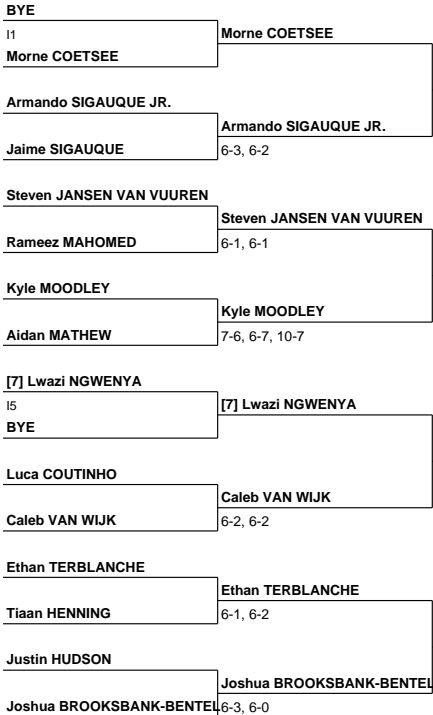 BYE
I1
Morne COETSEE
Morne COETSEE
Armando SIGAUQUE JR.
Armando SIGAUQUE JR.
Jaime SIGAUQUE
6-3, 6-2
Steven JANSEN VAN VUUREN
Steven JANSEN VAN VUUREN
Rameez MAHOMED
6-1, 6-1
Kyle MOODLEY
Kyle MOODLEY
Aidan MATHEW
7-6, 6-7, 10-7
[7] Lwazi NGWENYA
I5
[7] Lwazi NGWENYA
BYE
Luca COUTINHO
Caleb VAN WIJK
Caleb VAN WIJK
6-2, 6-2
Ethan TERBLANCHE
Ethan TERBLANCHE
Tiaan HENNING
6-1, 6-2
Justin HUDSON
Joshua BROOKSBANK-BENTEL
Joshua BROOKSBANK-BENTEL
6-3, 6-0